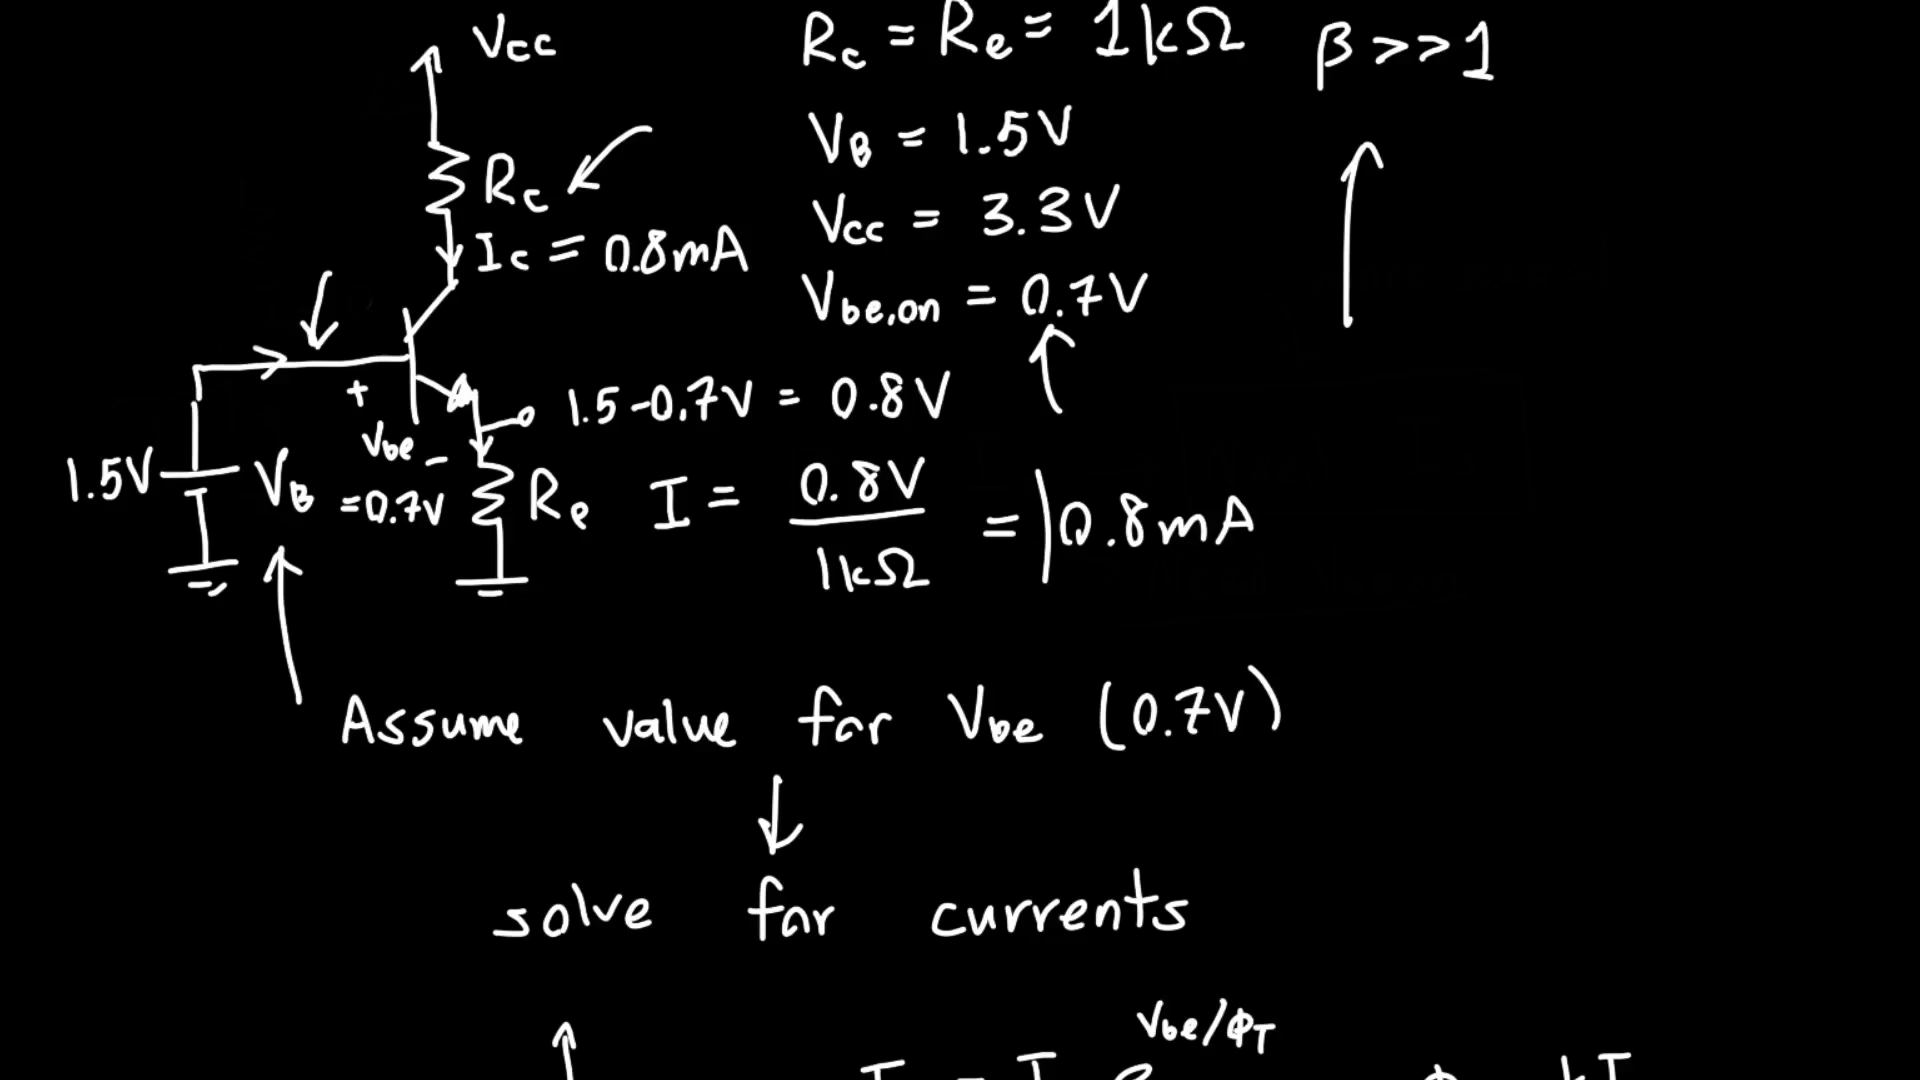 Vcc
Rc = Re = 1kΩ β >> 1
VB = 1.5V
Rc
Vcc = 3.3V
Ic = 0.8mA
Vbe,on = 0.7V
1.5-0.7V = 0.8V
+
Vbe -
= 0.7V
1.5V
VB
Re
I = 0.8V / 1kΩ = 0.8mA
Assume value for Vbe (0.7V)
↓
solve for currents
Vbe/ΦT